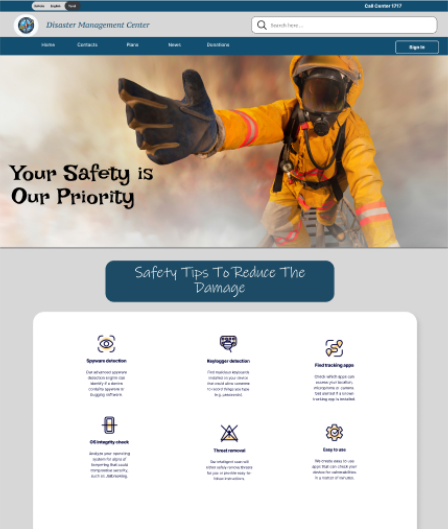 Sinhala English Tamil
Call Center 1717
Disaster Management Center
Search here...
Home Contacts Plans News Donations
Sign In
Your Safety is
Our Priority
Safety Tips To Reduce The
Damage
Spyware detection
Our advanced spyware
detection engine can
identify if a device
contains spyware or
bugging software.
Keylogger detection
Find malicious keyboards
installed on your device
that could allow someone
to record things you type
(e.g. passwords)
Find tracking apps
Check which apps can
access your location,
microphone or camera.
Get alerted if a known
tracking app is installed.
OS integrity check
Analyze your operating
system for signs of
tampering that could
compromise security,
such as Jailbreaking.
Threat removal
Our intelligent scan will
either safely remove threats
for you or provide easy to
follow instructions.
Easy to use
We create easy to use
apps that can check your
device for vulnerabilities
in a matter of minutes.